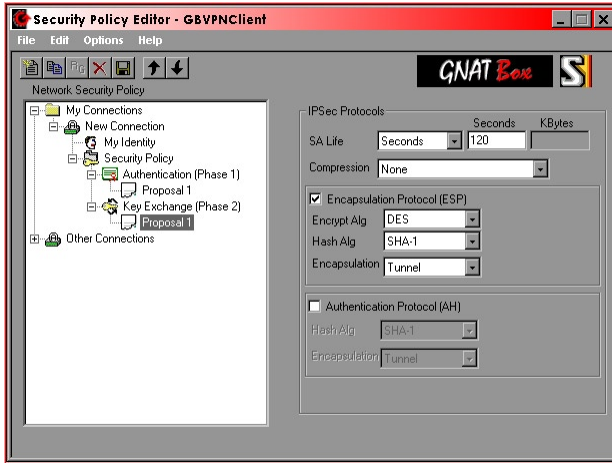 Security Policy Editor - GBVPNClient
File Edit Options Help
GNAT Box
Network Security Policy
My Connections
New Connection
My Identity
Security Policy
Authentication (Phase 1)
Proposal 1
Key Exchange (Phase 2)
Proposal 1
Other Connections
IPSec Protocols
Seconds KBytes
SA Life Seconds 120
Compression None
Encapsulation Protocol (ESP)
Encrypt Alg DES
Hash Alg SHA-1
Encapsulation Tunnel
Authentication Protocol (AH)
Hash Alg SHA-1
Encapsulation Tunnel